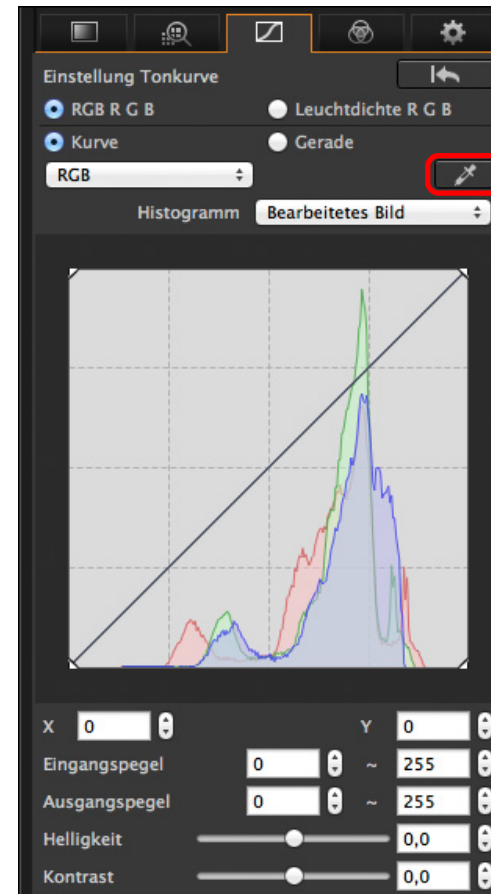 Einstellung Tonkurve
RGB R G B Leuchtdichte R G B
Kurve Gerade
RGB
Histogramm Bearbeitetes Bild
X 0 Y 0
Eingangspegel 0 ~ 255
Ausgangspegel 0 ~ 255
Helligkeit 0,0
Kontrast 0,0